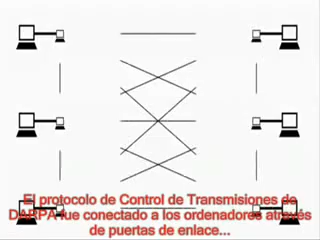 El protocolo de Control de Transmisiones de
DARPA fue conectado a los ordenadores através
de puertas de enlace...